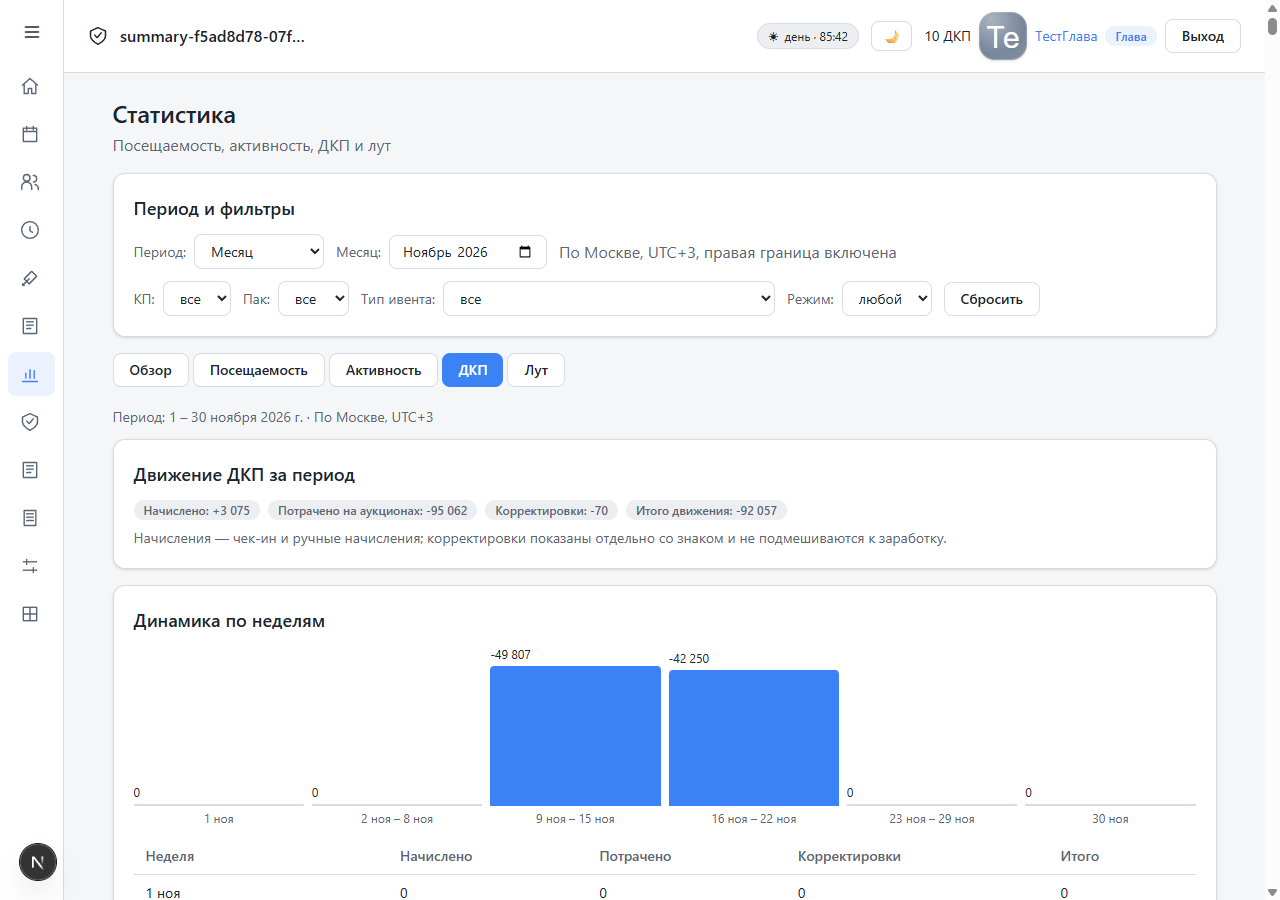 summary-f5ad8d78-07f...
☀ день · 85:42
10 ДКП
Te
ТестГлава
Глава
Выход
Статистика
Посещаемость, активность, ДКП и лут
Период и фильтры
Период: Месяц Месяц: Ноябрь 2026 По Москве, UTC+3, правая граница включена
КП: все Пак: все Тип ивента: все Режим: любой Сбросить
Обзор Посещаемость Активность ДКП Лут
Период: 1 – 30 ноября 2026 г. · По Москве, UTC+3
Движение ДКП за период
Начислено: +3 075 Потрачено на аукционах: -95 062 Корректировки: -70 Итого движения: -92 057
Начисления — чек-ин и ручные начисления; корректировки показаны отдельно со знаком и не подмешиваются к заработку.
Динамика по неделям
0 0 -49 807 -42 250 0 0
1 ноя 2 ноя – 8 ноя 9 ноя – 15 ноя 16 ноя – 22 ноя 23 ноя – 29 ноя 30 ноя
Неделя Начислено Потрачено Корректировки Итого
1 ноя 0 0 0 0
N